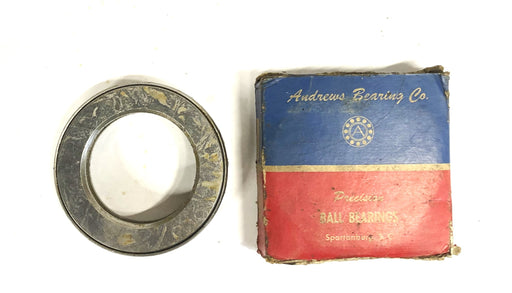 Andrews Bearing Co.
A
Precision
BALL BEARINGS
Spartanburg, S.C.